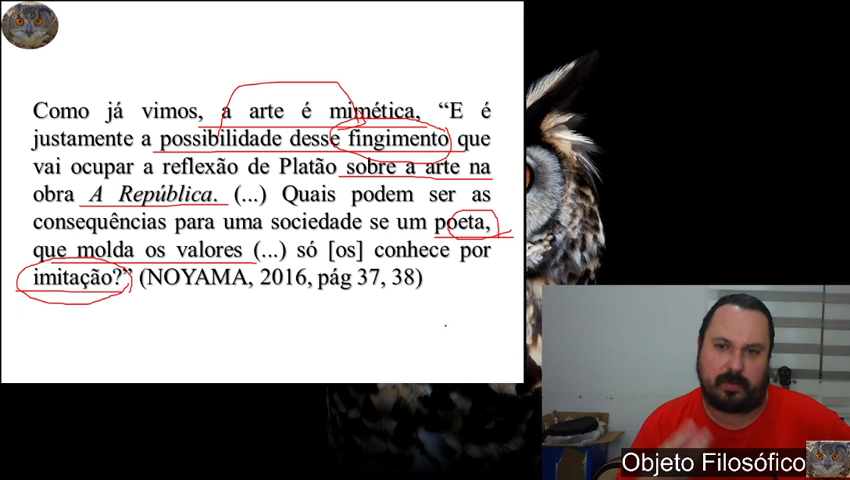 Como já vimos, a arte é mimética, “E é
justamente a possibilidade desse fingimento que
vai ocupar a reflexão de Platão sobre a arte na
obra A República. (...) Quais podem ser as
consequências para uma sociedade se um poeta,
que molda os valores (...) só [os] conhece por
imitação?” (NOYAMA, 2016, pág 37, 38)
Objeto Filosófico